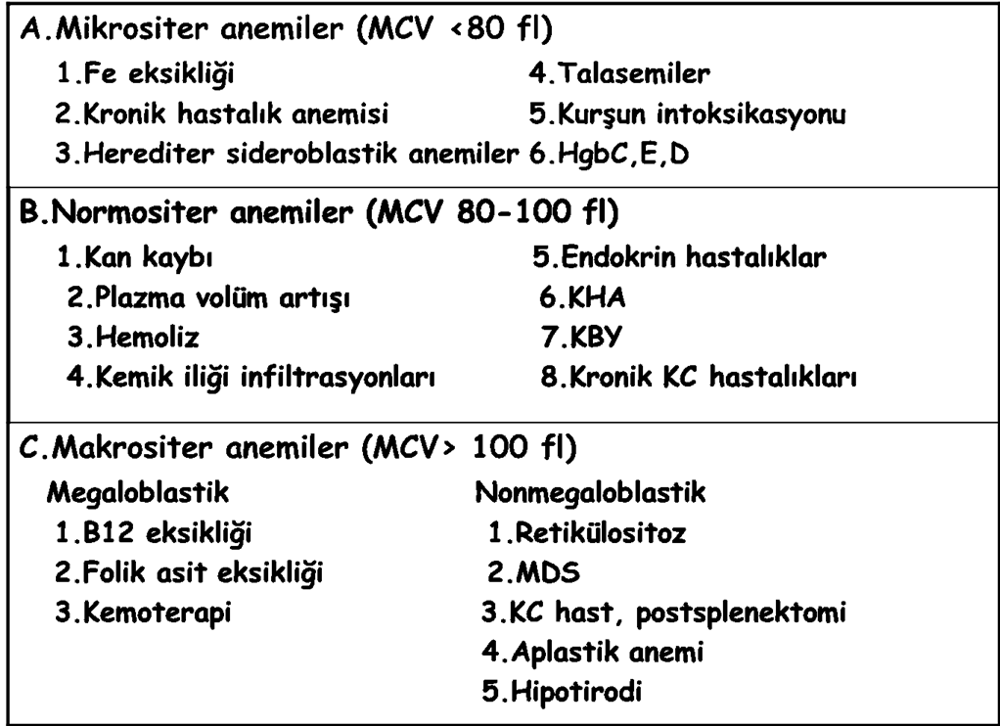 A.Mikrositer anemiler (MCV <80 fl)
1.Fe eksikliği 4.Talasemiler
2.Kronik hastalık anemisi 5.Kurşun intoksikasyonu
3.Herediter sideroblastik anemiler 6.HgbC,E,D
B.Normositer anemiler (MCV 80-100 fl)
1.Kan kaybı 5.Endokrin hastalıklar
2.Plazma volüm artışı 6.KHA
3.Hemoliz 7.KBY
4.Kemik iliği infiltrasyonları 8.Kronik KC hastalıkları
C.Makrositer anemiler (MCV> 100 fl)
Megaloblastik Nonmegaloblastik
1.B12 eksikliği 1.Retikülositoz
2.Folik asit eksikliği 2.MDS
3.Kemoterapi 3.KC hast, postsplenektomi
4.Aplastik anemi
5.Hipotirodi